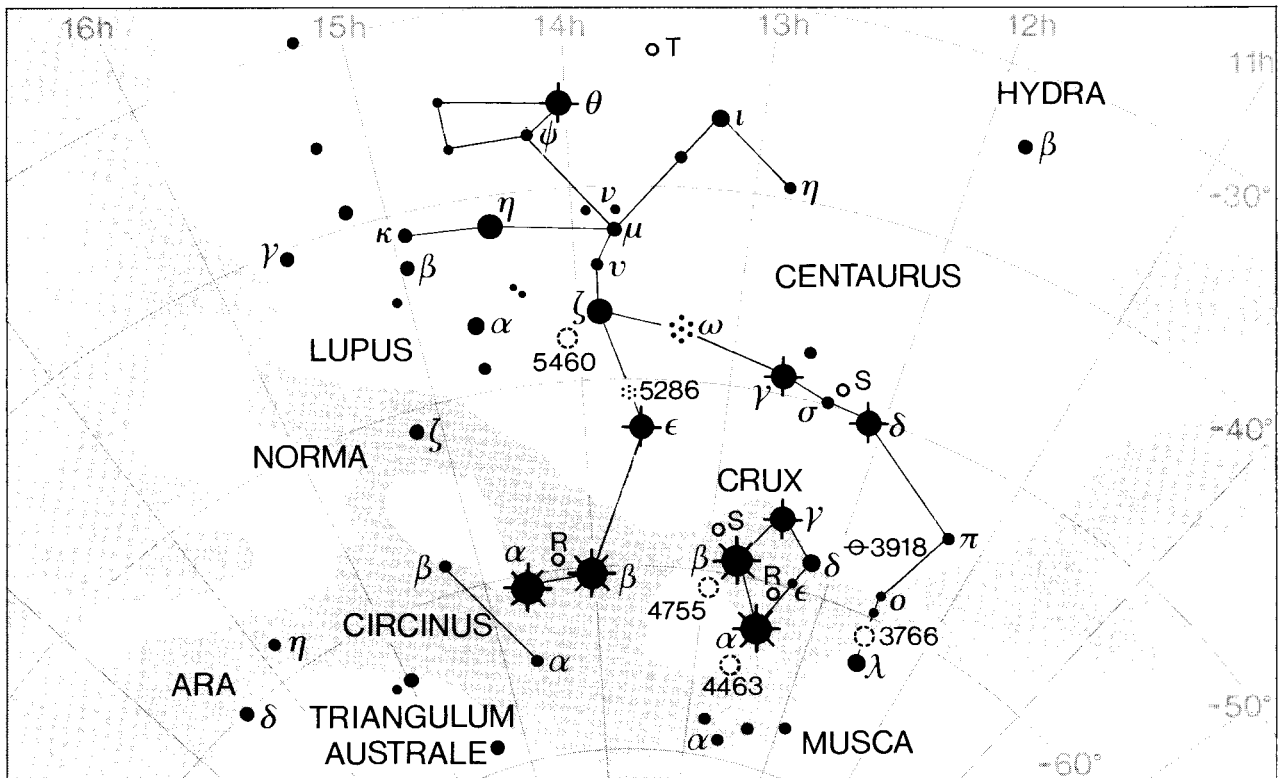 16h 15h 14h 13h 12h
11h
T
HYDRA
θ
ψ
ι
β
η
-30°
κ η ν μ
γ β υ
CENTAURUS
ζ ω
α
LUPUS
5460
5286
γ σ S δ
ε
-40°
ζ
NORMA
CRUX
S γ
3918 π
α R β
β δ
β
R ε
4755
ο
CIRCINUS
α
3766
η
α
4463
λ
ARA
δ
TRIANGULUM
AUSTRALE
α
MUSCA
-50°
-60°